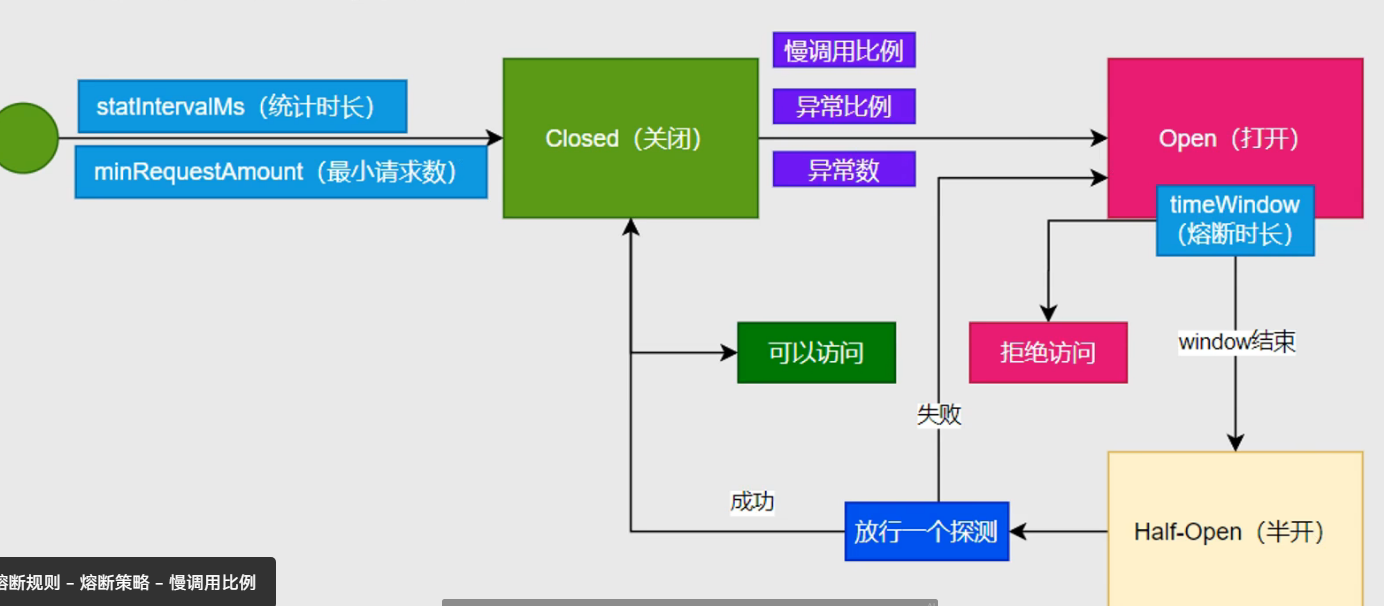 statIntervalMs（统计时长）
minRequestAmount（最小请求数）
Closed（关闭）
慢调用比例
异常比例
异常数
Open（打开）
timeWindow
（熔断时长）
可以访问
拒绝访问
window结束
失败
成功
放行一个探测
Half-Open（半开）
断规则 - 熔断策略 - 慢调用比例